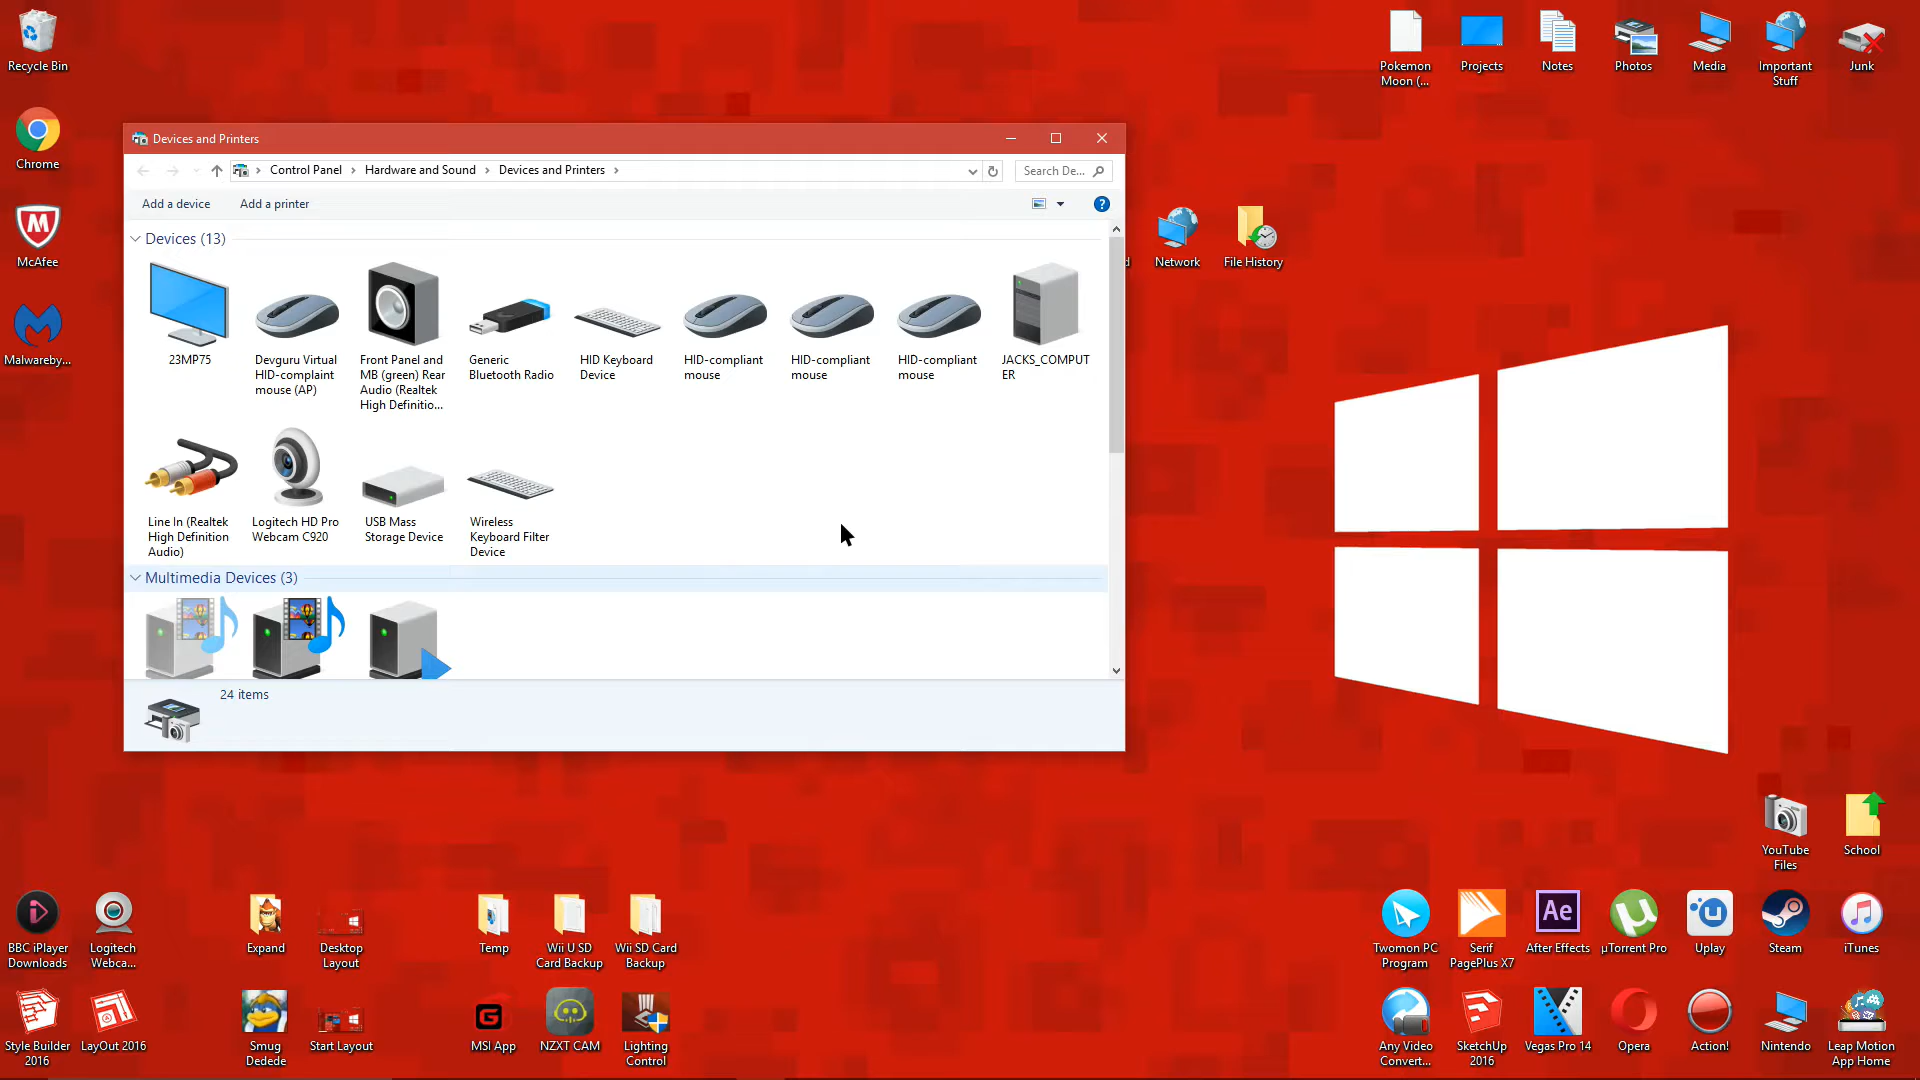 Recycle Bin
Chrome
McAfee
Malwareby...
Pokemon
Moon (...
Projects
Notes
Photos
Media
Important
Stuff
Junk
Devices and Printers
Control Panel
Hardware and Sound
Devices and Printers
Search De...
Add a device
Add a printer
Devices (13)
23MP75
Devguru Virtual
HID-complaint
mouse (AP)
Front Panel and
MB (green) Rear
Audio (Realtek
High Definitio...
Generic
Bluetooth Radio
HID Keyboard
Device
HID-compliant
mouse
HID-compliant
mouse
HID-compliant
mouse
JACKS_COMPUT
ER
Line In (Realtek
High Definition
Audio)
Logitech HD Pro
Webcam C920
USB Mass
Storage Device
Wireless
Keyboard Filter
Device
Multimedia Devices (3)
24 items
Network
File History
YouTube
Files
School
BBC iPlayer
Downloads
Logitech
Webca...
Expand
Desktop
Layout
Temp
Wii U SD
Card Backup
Wii SD Card
Backup
Twomon PC
Program
Serif
PagePlus X7
Ae
After Effects
µTorrent Pro
Uplay
Steam
iTunes
Style Builder
2016
LayOut 2016
Smug
Dedede
Start Layout
MSI App
NZXT CAM
Lighting
Control
Any Video
Convert...
SketchUp
2016
Vegas Pro 14
Opera
Action!
Nintendo
Leap Motion
App Home